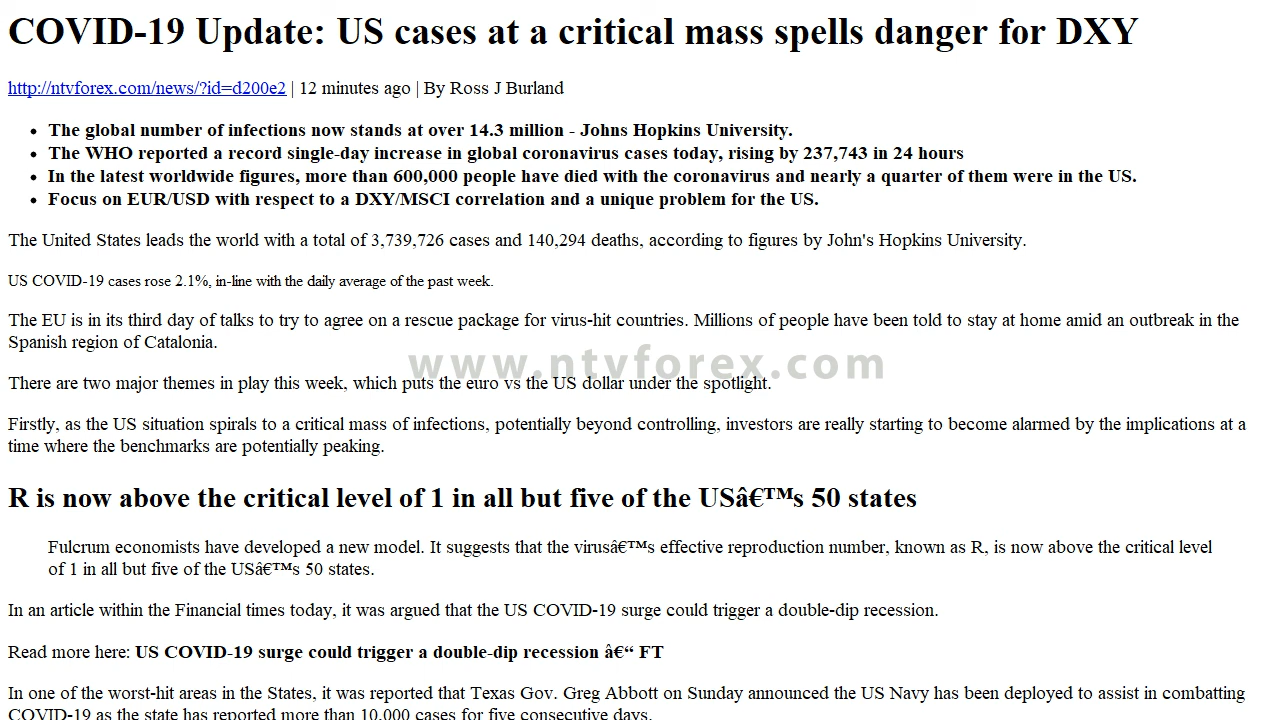 COVID-19 Update: US cases at a critical mass spells danger for DXY
http://ntvforex.com/news/?id=d200e2 | 12 minutes ago | By Ross J Burland
• The global number of infections now stands at over 14.3 million - Johns Hopkins University.
• The WHO reported a record single-day increase in global coronavirus cases today, rising by 237,743 in 24 hours
• In the latest worldwide figures, more than 600,000 people have died with the coronavirus and nearly a quarter of them were in the US.
• Focus on EUR/USD with respect to a DXY/MSCI correlation and a unique problem for the US.
The United States leads the world with a total of 3,739,726 cases and 140,294 deaths, according to figures by John's Hopkins University.
US COVID-19 cases rose 2.1%, in-line with the daily average of the past week.
The EU is in its third day of talks to try to agree on a rescue package for virus-hit countries. Millions of people have been told to stay at home amid an outbreak in the
Spanish region of Catalonia.
www.ntvforex.com
There are two major themes in play this week, which puts the euro vs the US dollar under the spotlight.
Firstly, as the US situation spirals to a critical mass of infections, potentially beyond controlling, investors are really starting to become alarmed by the implications at a
time where the benchmarks are potentially peaking.
R is now above the critical level of 1 in all but five of the USâ€™s 50 states
Fulcrum economists have developed a new model. It suggests that the virusâ€™s effective reproduction number, known as R, is now above the critical level
of 1 in all but five of the USâ€™s 50 states.
In an article within the Financial times today, it was argued that the US COVID-19 surge could trigger a double-dip recession.
Read more here: US COVID-19 surge could trigger a double-dip recession â€“ FT
In one of the worst-hit areas in the States, it was reported that Texas Gov. Greg Abbott on Sunday announced the US Navy has been deployed to assist in combatting
COVID-19 as the state has reported more than 10,000 cases for five consecutive days.